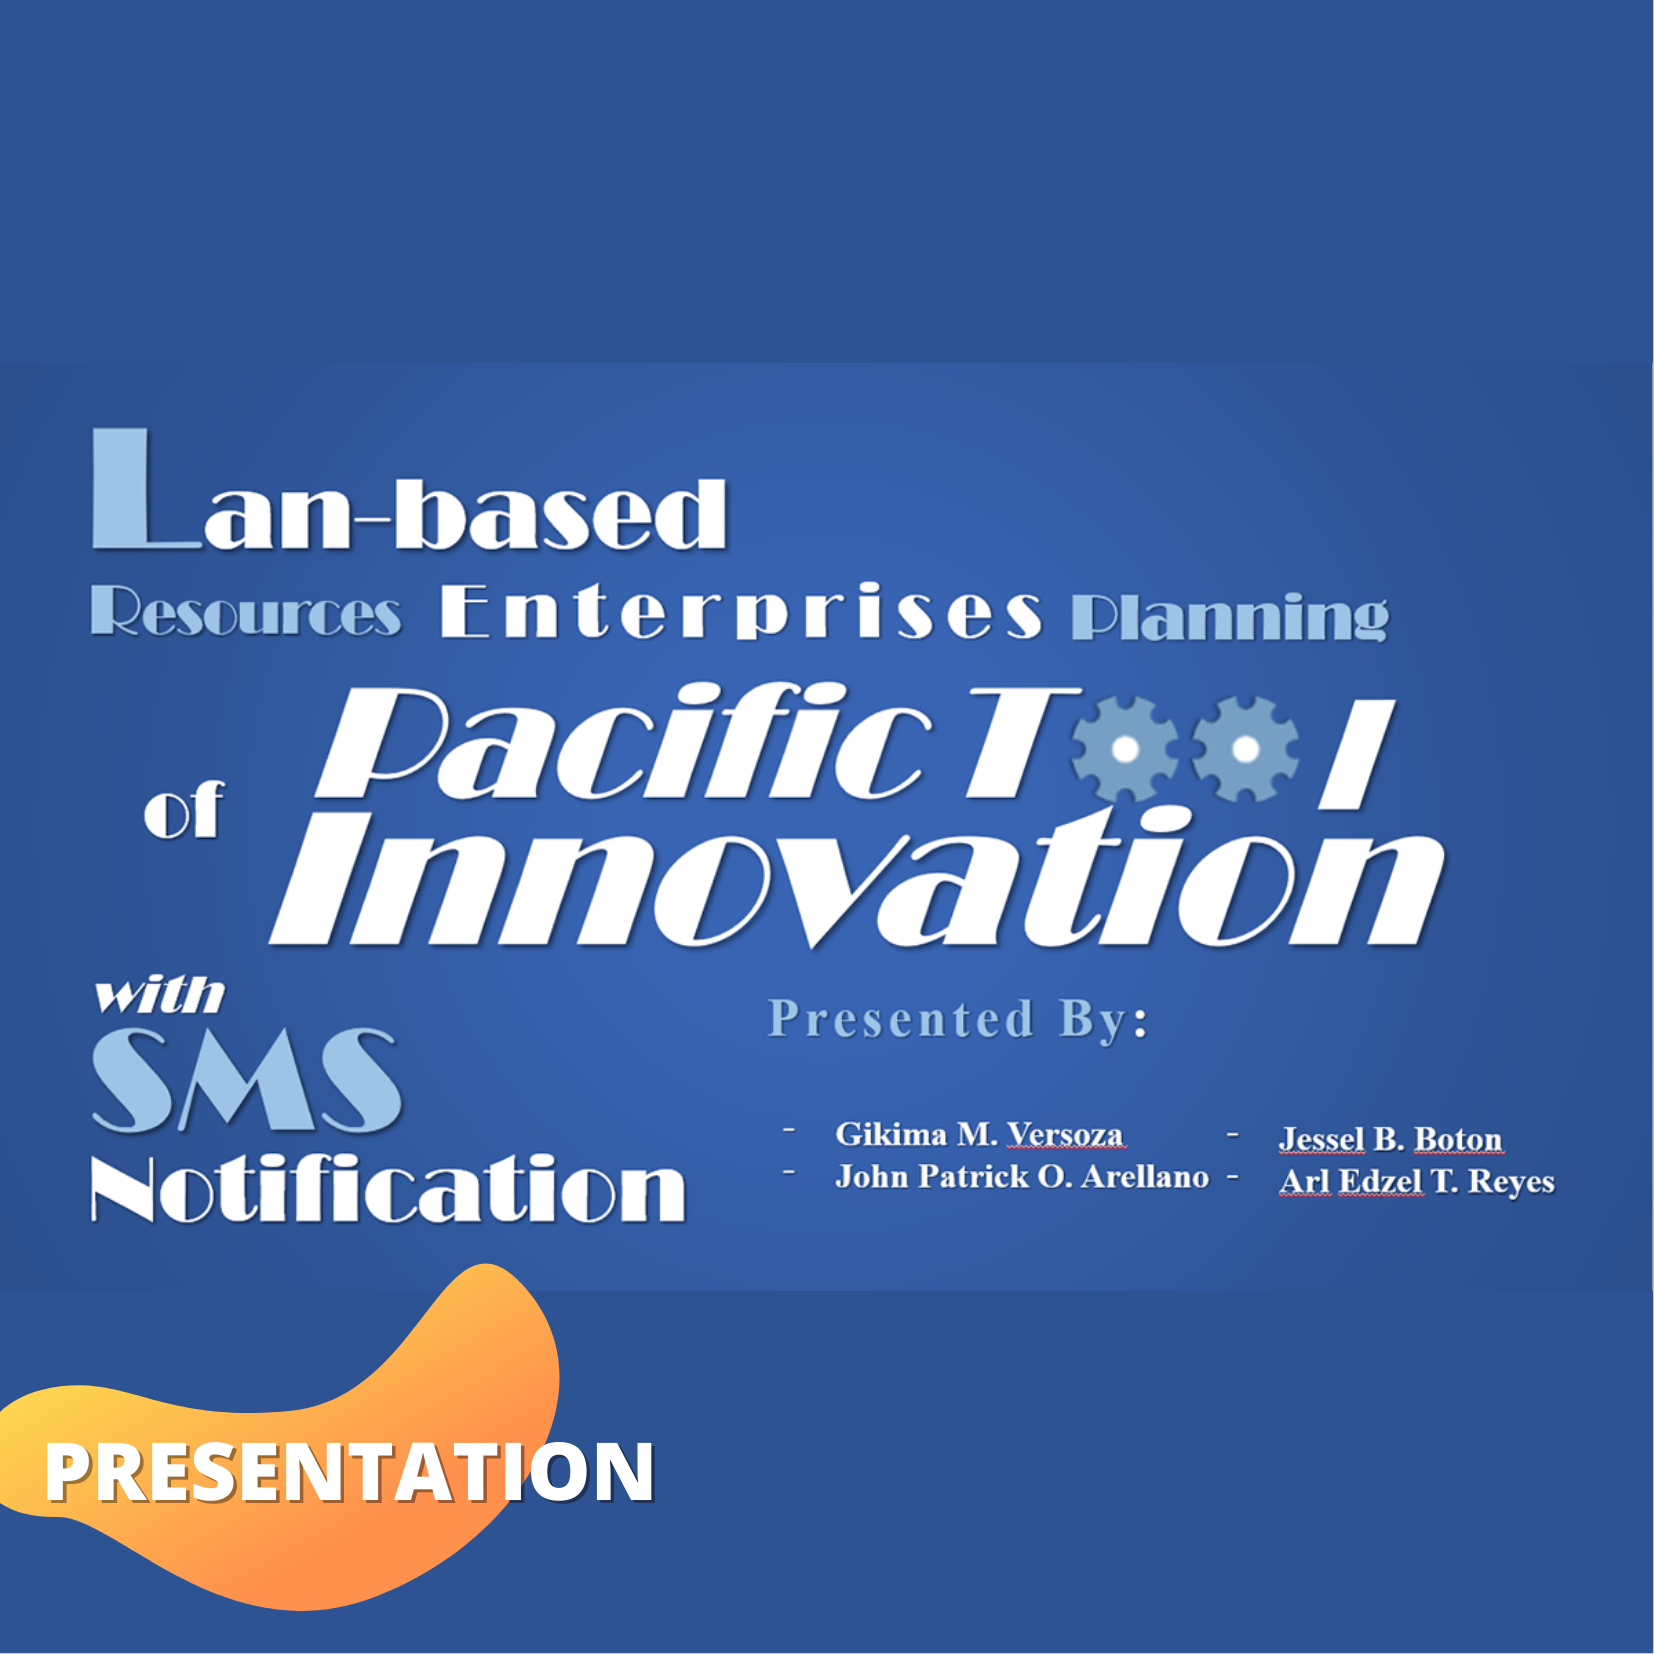 Lan-based
Resources Enterprises Planning
of Pacific Tool
Innovation
with
SMS
Notification
Presented By:
- Gikima M. Versoza
- John Patrick O. Arellano
- Jessel B. Boton
- Arl Edzel T. Reyes
PRESENTATION